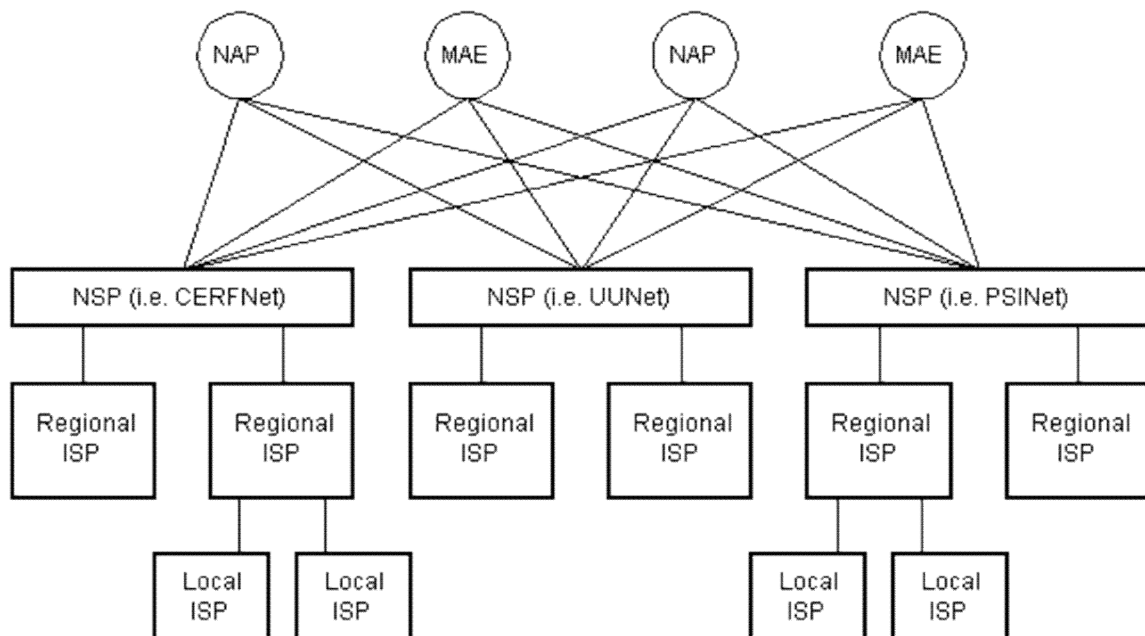 NAP
MAE
NAP
MAE
NSP (i.e. CERFNet)
NSP (i.e. UUNet)
NSP (i.e. PSINet)
Regional
ISP
Regional
ISP
Regional
ISP
Regional
ISP
Regional
ISP
Regional
ISP
Local
ISP
Local
ISP
Local
ISP
Local
ISP